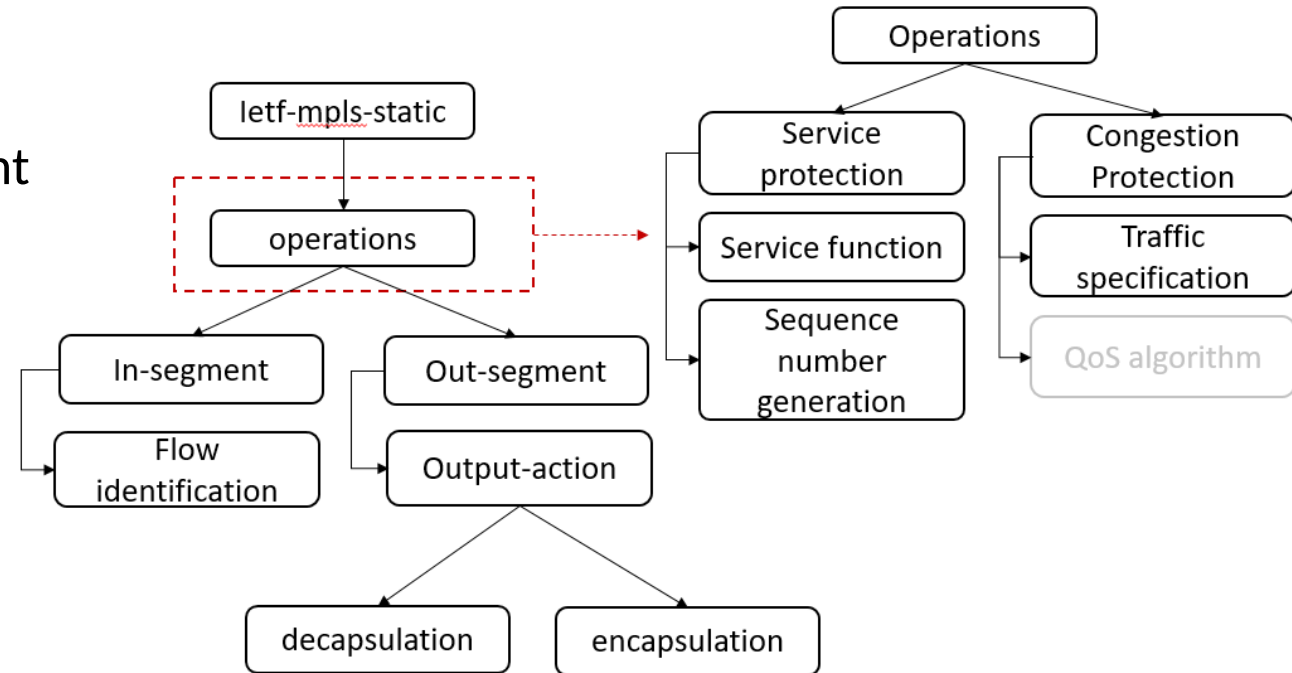 nt
Ietf-mpls-static
operations
In-segment
Out-segment
Flow
identification
Output-action
decapsulation
encapsulation
Operations
Service
protection
Congestion
Protection
Service function
Traffic
specification
Sequence
number
generation
QoS algorithm